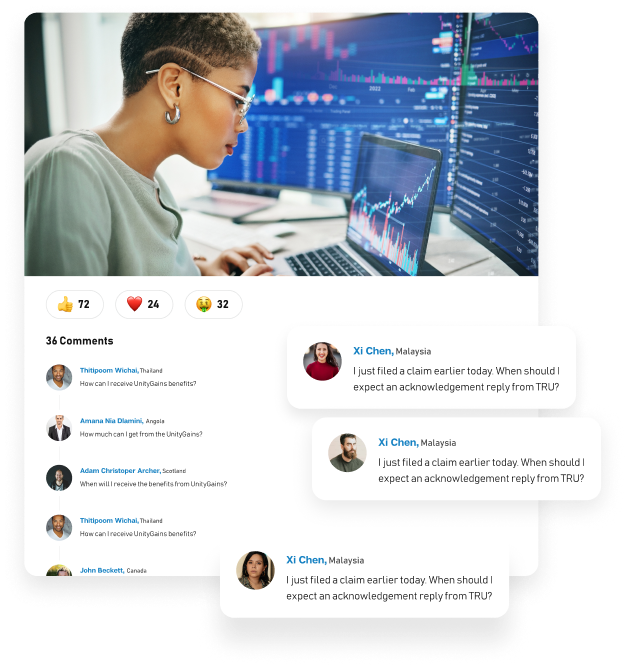 2022
Feb
72
24
32
36 Comments
Thitipoom Wichai, Thailand
How can I receive UnityGains benefits?
Amana Nia Dlamini, Angola
How much can I get from the UnityGains?
Adam Christoper Archer, Scotland
When will I receive the benefits from UnityGains?
Thitipoom Wichai, Thailand
How can I receive UnityGains benefits?
John Beckett, Canada
Xi Chen, Malaysia
I just filed a claim earlier today. When should I
expect an acknowledgement reply from TRU?
Xi Chen, Malaysia
I just filed a claim earlier today. When should I
expect an acknowledgement reply from TRU?
Xi Chen, Malaysia
I just filed a claim earlier today. When should I
expect an acknowledgement reply from TRU?